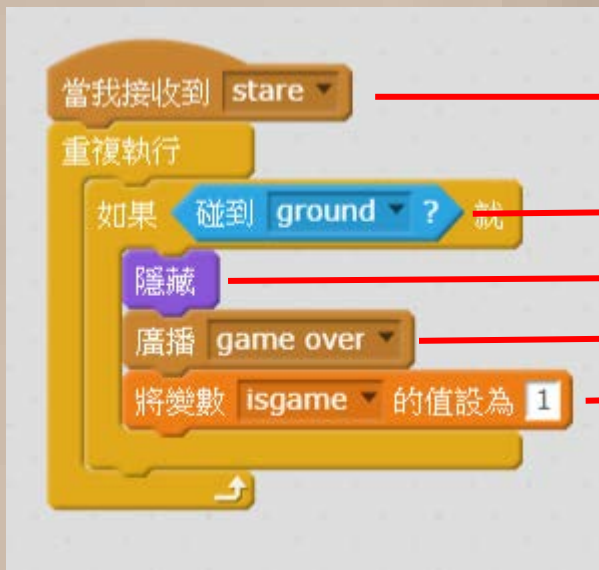 當我接收到 stare
重複執行
如果 碰到 ground ? 就
隱藏
廣播 game over
將變數 isgame 的值設為 1